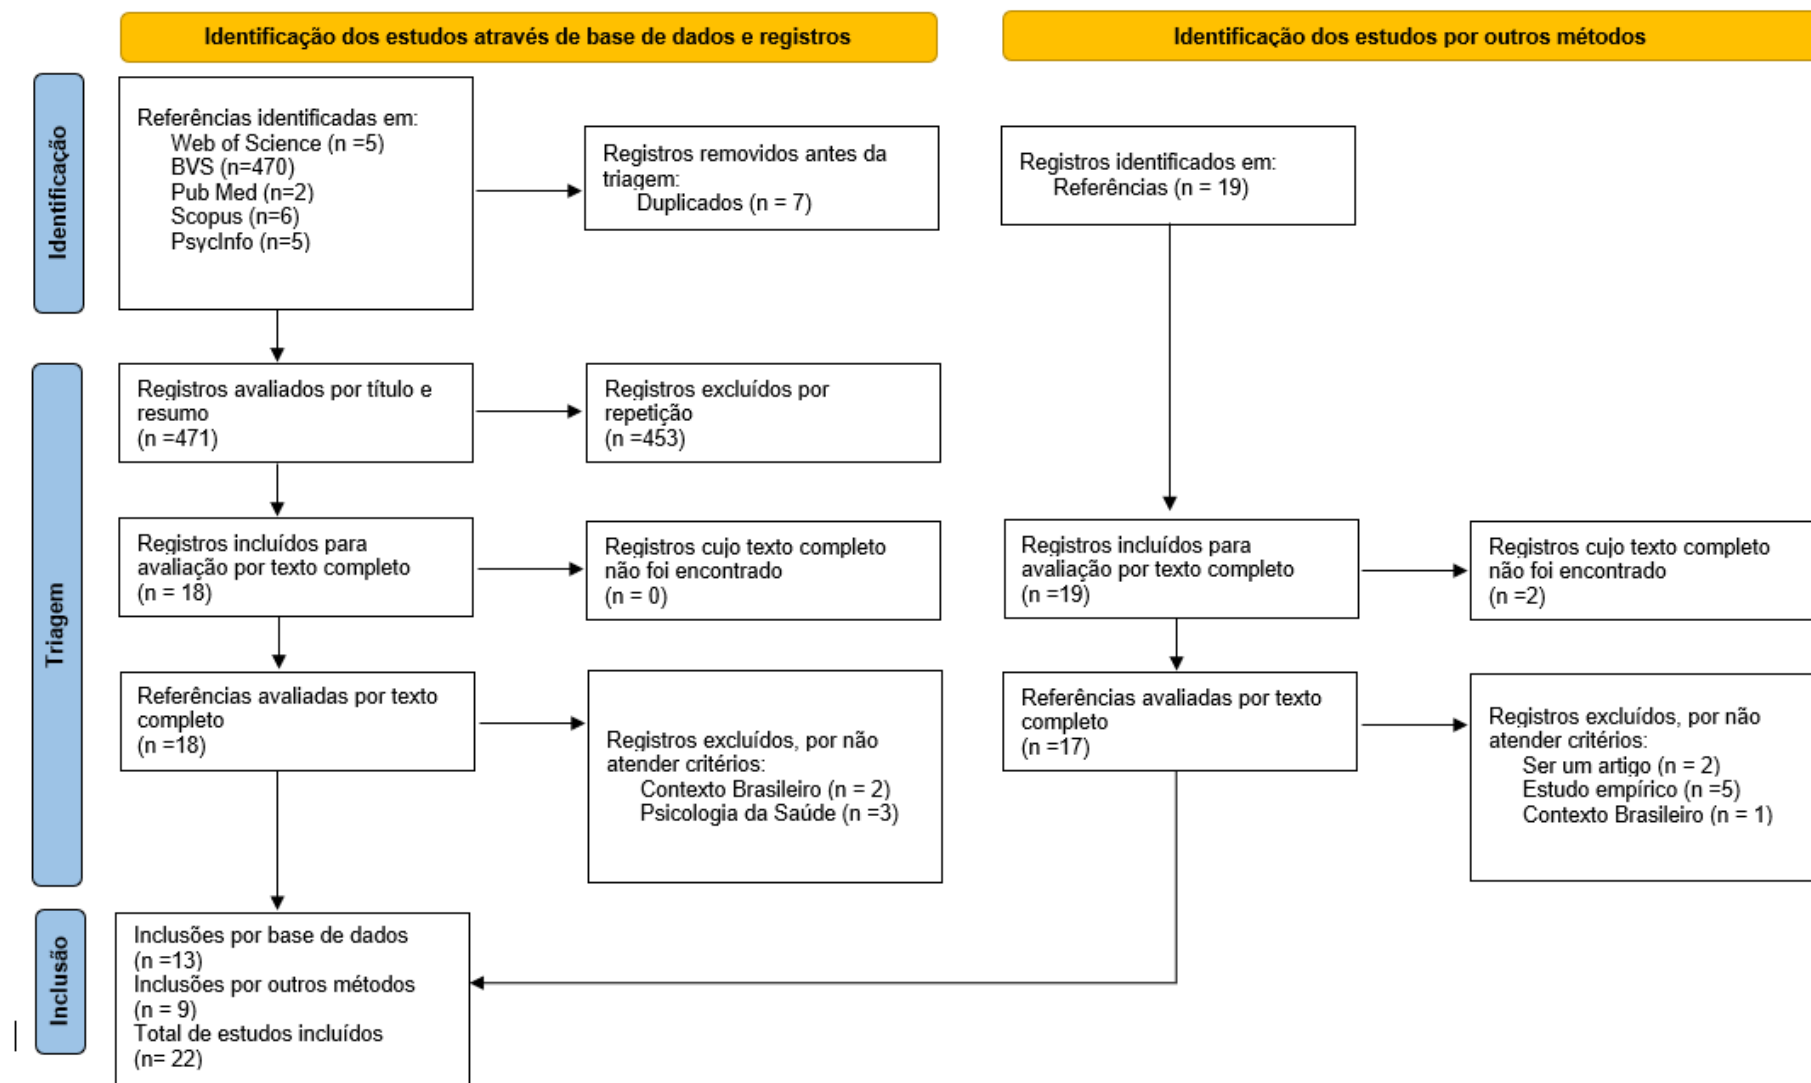 Identificação dos estudos através de base de dados e registros
Identificação dos estudos por outros métodos
Identificação
Referências identificadas em:
Web of Science (n =5)
BVS (n=470)
Pub Med (n=2)
Scopus (n=6)
PsycInfo (n=5)
Registros removidos antes da
triagem:
Duplicados (n = 7)
Registros identificados em:
Referências (n = 19)
Triagem
Registros avaliados por título e
resumo
(n =471)
Registros excluídos por
repetição
(n =453)
Registros incluídos para
avaliação por texto completo
(n = 18)
Registros cujo texto completo
não foi encontrado
(n = 0)
Registros incluídos para
avaliação por texto completo
(n =19)
Registros cujo texto completo
não foi encontrado
(n =2)
Referências avaliadas por texto
completo
(n =18)
Registros excluídos, por não
atender critérios:
Contexto Brasileiro (n = 2)
Psicologia da Saúde (n =3)
Referências avaliadas por texto
completo
(n =17)
Registros excluídos, por não
atender critérios:
Ser um artigo (n = 2)
Estudo empírico (n =5)
Contexto Brasileiro (n = 1)
Inclusão
Inclusões por base de dados
(n =13)
Inclusões por outros métodos
(n = 9)
Total de estudos incluídos
(n= 22)